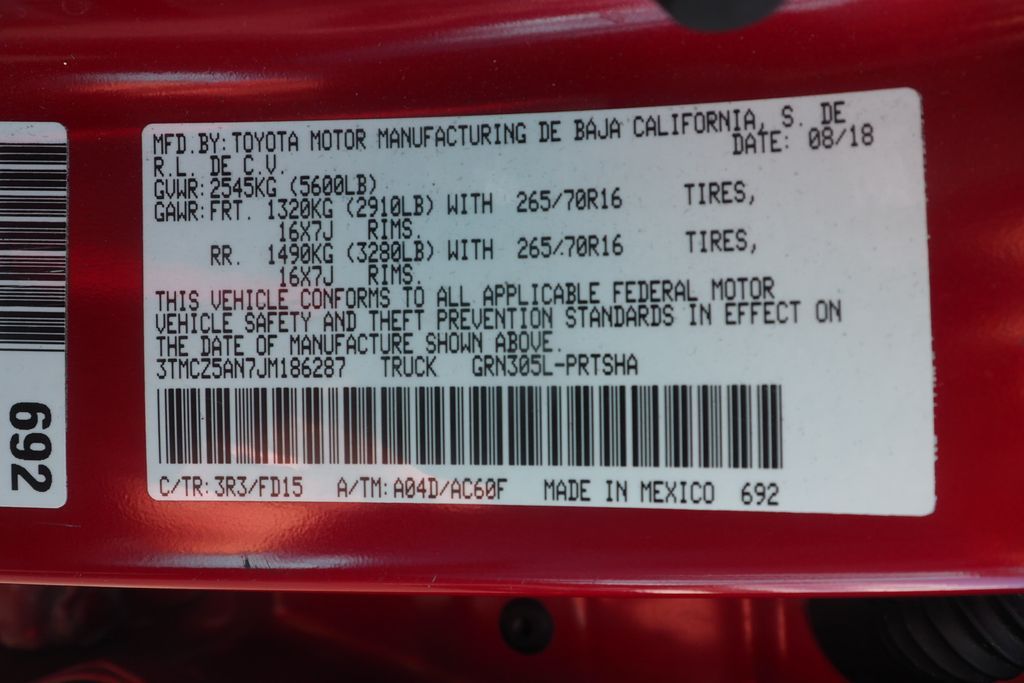 MFD.BY:TOYOTA MOTOR MANUFACTURING DE BAJA CALIFORNIA, S. DE
R.L. DE C.V. DATE: 08/18
GVWR:2545KG (5600LB)
GAWR:FRT. 1320KG (2910LB) WITH 265/70R16 TIRES,
16X7J RIMS.
RR. 1490KG (3280LB) WITH 265/70R16 TIRES,
16X7J RIMS.
THIS VEHICLE CONFORMS TO ALL APPLICABLE FEDERAL MOTOR
VEHICLE SAFETY AND THEFT PREVENTION STANDARDS IN EFFECT ON
THE DATE OF MANUFACTURE SHOWN ABOVE.
3TMCZ5AN7JM186287 TRUCK GRN305L-PRTSHA
C/TR:3R3/FD15 A/TM:A04D/AC60F MADE IN MEXICO 692
692